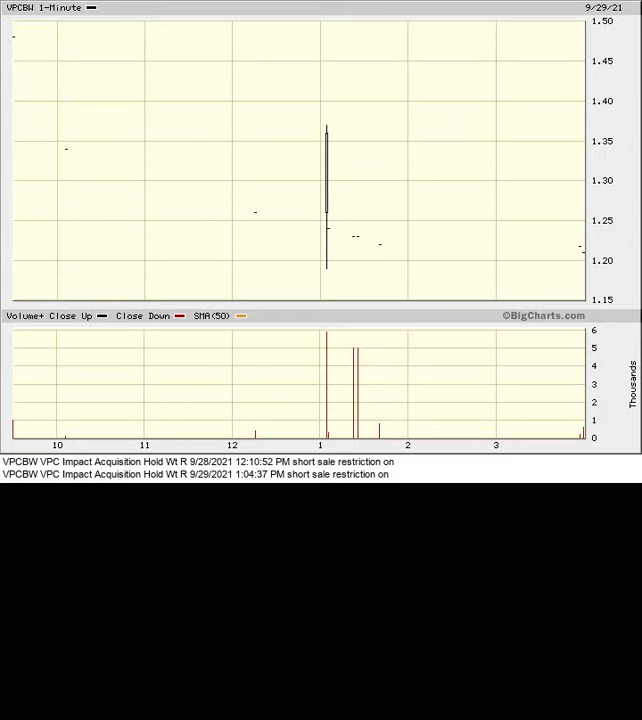 VPCBW 1-Minute 9/29/21
1.50
1.45
1.40
1.35
1.30
1.25
1.20
1.15
Volume+ Close Up Close Down SMA(50) ©BigCharts.com
6
5
4
3
2
1
0
Thousands
10 11 12 1 2 3
VPCBW VPC Impact Acquisition Hold Wt R 9/28/2021 12:10:52 PM short sale restriction on
VPCBW VPC Impact Acquisition Hold Wt R 9/29/2021 1:04:37 PM short sale restriction on